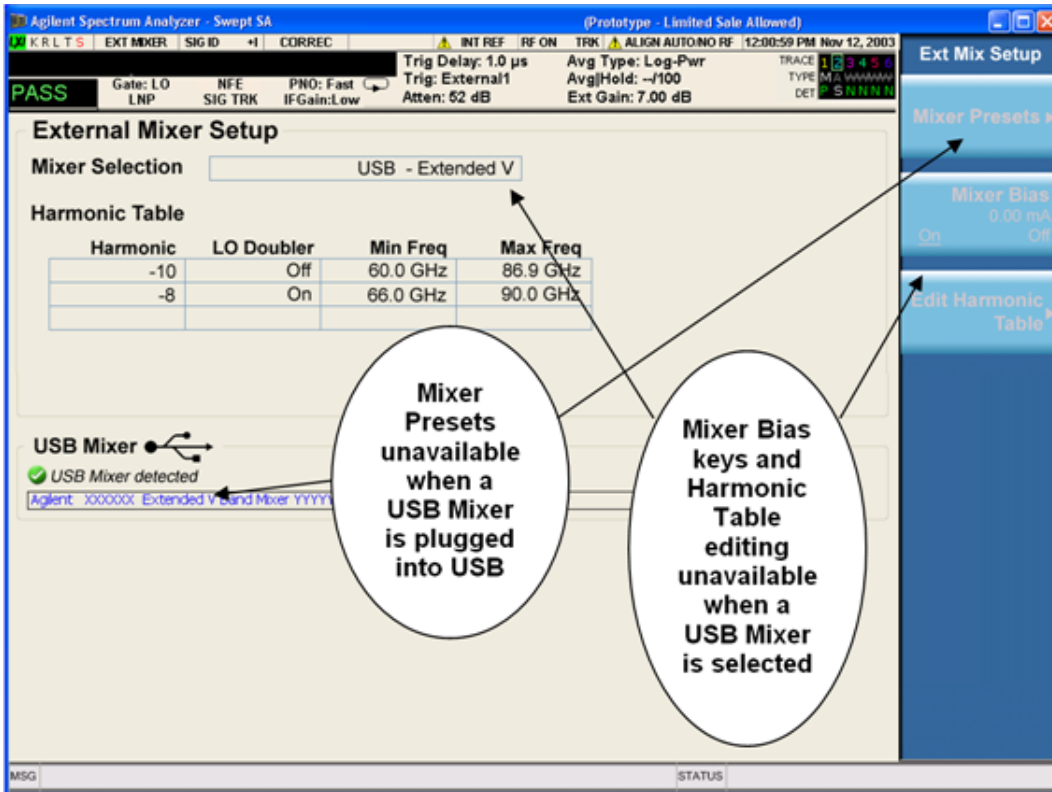 Agilent Spectrum Analyzer - Swept SA (Prototype - Limited Sale Allowed)
LXI K R L T S EXT MIXER SIG ID +I CORREC INT REF RF ON TRK ALIGN AUTO/NO RF 12:00:59 PM Nov 12, 2003
PASS
Gate: LO
LNP
NFE
SIG TRK
PNO: Fast
IFGain:Low
Trig Delay: 1.0 µs
Trig: External1
Atten: 52 dB
Avg Type: Log-Pwr
Avg|Hold: --/100
Ext Gain: 7.00 dB
TRACE 1 2 3 4 5 6
TYPE M A W W W W
DET P S N N N N
Ext Mix Setup
Mixer Presets
Mixer Bias
0.00 mA
On Off
Edit Harmonic
Table
External Mixer Setup
Mixer Selection USB - Extended V
Harmonic Table
Harmonic LO Doubler Min Freq Max Freq
-10 Off 60.0 GHz 86.9 GHz
-8 On 66.0 GHz 90.0 GHz
USB Mixer
USB Mixer detected
Agilent XXXXXX Extended V Band Mixer
Mixer
Presets
unavailable
when a
USB Mixer
is plugged
into USB
Mixer Bias
keys and
Harmonic
Table
editing
unavailable
when a
USB Mixer
is selected
MSG STATUS